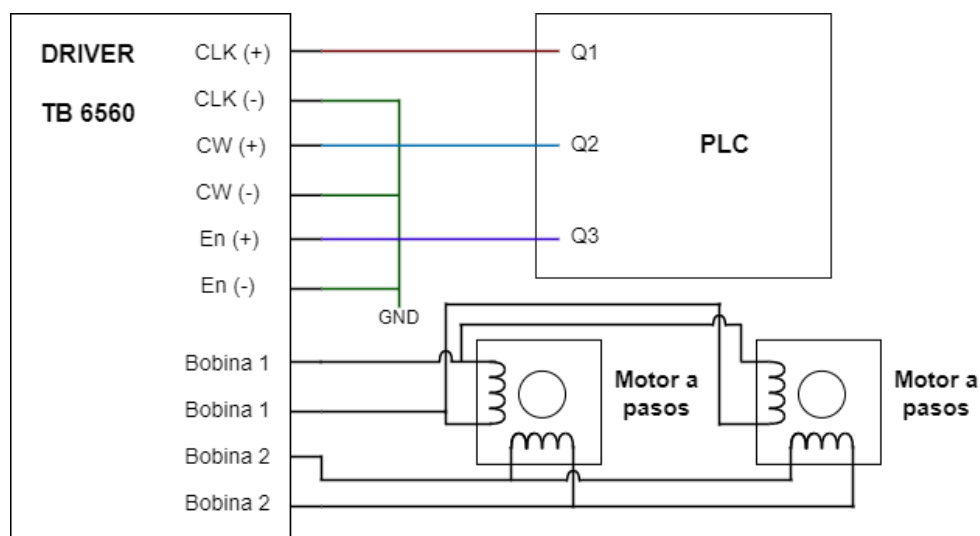 DRIVER
TB 6560
CLK (+)
CLK (-)
CW (+)
CW (-)
En (+)
En (-)
Bobina 1
Bobina 1
Bobina 2
Bobina 2
GND
Q1
Q2
Q3
PLC
Motor a
pasos
Motor a
pasos